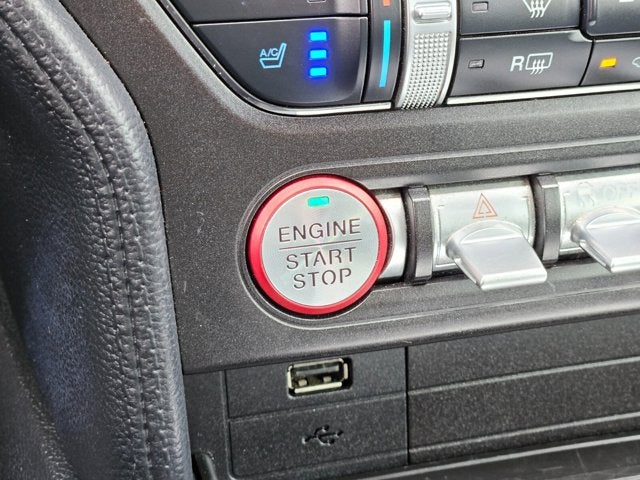 A/C
R
ENGINE
START
STOP